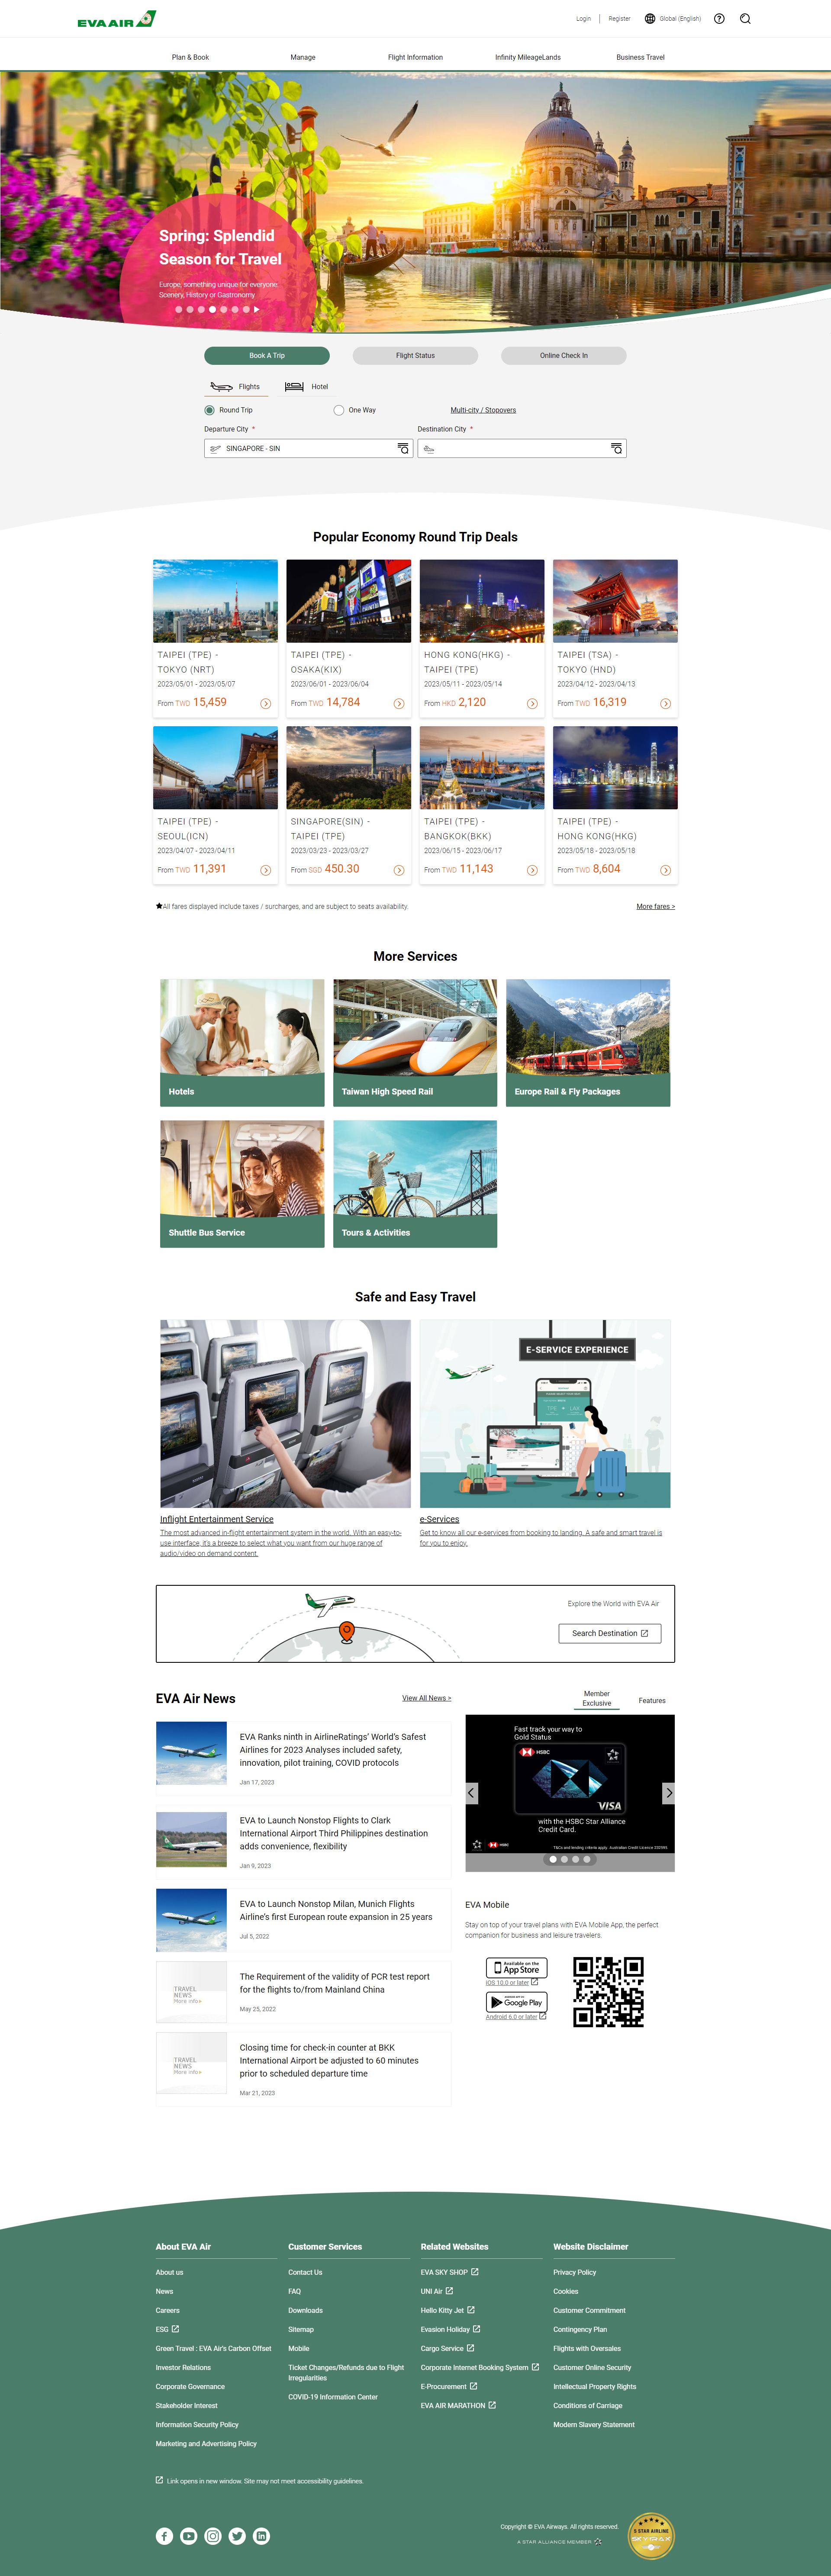 EVA AIR
Login
Register
Global (English)
Plan & Book
Manage
Flight Information
Infinity MileageLands
Business Travel
Spring: Splendid
Season for Travel
Europe, something unique for everyone:
Scenery, History or Gastronomy
Book A Trip
Flight Status
Online Check In
Flights
Hotel
Round Trip
One Way
Multi-city / Stopovers
Departure City *
Destination City *
SINGAPORE - SIN
Popular Economy Round Trip Deals
TAIPEI (TPE) -
TOKYO (NRT)
2023/05/01 - 2023/05/07
From TWD 15,459
TAIPEI (TPE) -
OSAKA(KIX)
2023/06/01 - 2023/06/04
From TWD 14,784
HONG KONG(HKG) -
TAIPEI (TPE)
2023/05/11 - 2023/05/14
From HKD 2,120
TAIPEI (TSA) -
TOKYO (HND)
2023/04/12 - 2023/04/13
From TWD 16,319
TAIPEI (TPE) -
SEOUL(ICN)
2023/04/07 - 2023/04/11
From TWD 11,391
SINGAPORE(SIN) -
TAIPEI (TPE)
2023/03/23 - 2023/03/27
From SGD 450.30
TAIPEI (TPE) -
BANGKOK(BKK)
2023/06/15 - 2023/06/17
From TWD 11,143
TAIPEI (TPE) -
HONG KONG(HKG)
2023/05/18 - 2023/05/18
From TWD 8,604
★All fares displayed include taxes / surcharges, and are subject to seats availability.
More fares >
More Services
Hotels
Taiwan High Speed Rail
Europe Rail & Fly Packages
Shuttle Bus Service
Tours & Activities
Safe and Easy Travel
E-SERVICE EXPERIENCE
Inflight Entertainment Service
The most advanced in-flight entertainment system in the world. With an easy-to-
use interface, it's a breeze to select what you want from our huge range of
audio/video on demand content.
e-Services
Get to know all our e-services from booking to landing. A safe and smart travel is
for you to enjoy.
Explore the World with EVA Air
Search Destination
EVA Air News
View All News >
EVA Ranks ninth in AirlineRatings' World's Safest
Airlines for 2023 Analyses included safety,
innovation, pilot training, COVID protocols
Jan 17, 2023
EVA to Launch Nonstop Flights to Clark
International Airport Third Philippines destination
adds convenience, flexibility
Jan 9, 2023
EVA to Launch Nonstop Milan, Munich Flights
Airline's first European route expansion in 25 years
Jul 5, 2022
TRAVEL
NEWS
More info>
The Requirement of the validity of PCR test report
for the flights to/from Mainland China
May 25, 2022
TRAVEL
NEWS
More info>
Closing time for check-in counter at BKK
International Airport be adjusted to 60 minutes
prior to scheduled departure time
Mar 21, 2023
Member
Exclusive
Features
Fast track your way to
Gold Status
HSBC
VISA
with the HSBC Star Alliance
Credit Card.
HSBC
T&Cs and lending criteria apply. Australian Credit Licence 232595.
EVA Mobile
Stay on top of your travel plans with EVA Mobile App, the perfect
companion for business and leisure travelers.
Available on the
App Store
iOS 10.0 or later
Google Play
Android 6.0 or later
About EVA Air
About us
News
Careers
ESG
Green Travel : EVA Air's Carbon Offset
Investor Relations
Corporate Governance
Stakeholder Interest
Information Security Policy
Marketing and Advertising Policy
Customer Services
Contact Us
FAQ
Downloads
Sitemap
Mobile
Ticket Changes/Refunds due to Flight
Irregularities
COVID-19 Information Center
Related Websites
EVA SKY SHOP
UNI Air
Hello Kitty Jet
Evasion Holiday
Cargo Service
Corporate Internet Booking System
E-Procurement
EVA AIR MARATHON
Website Disclaimer
Privacy Policy
Cookies
Customer Commitment
Contingency Plan
Flights with Oversales
Customer Online Security
Intellectual Property Rights
Conditions of Carriage
Modern Slavery Statement
Link opens in new window. Site may not meet accessibility guidelines.
Copyright © EVA Airways. All rights reserved.
A STAR ALLIANCE MEMBER
5 STAR AIRLINE
SKYTRAX